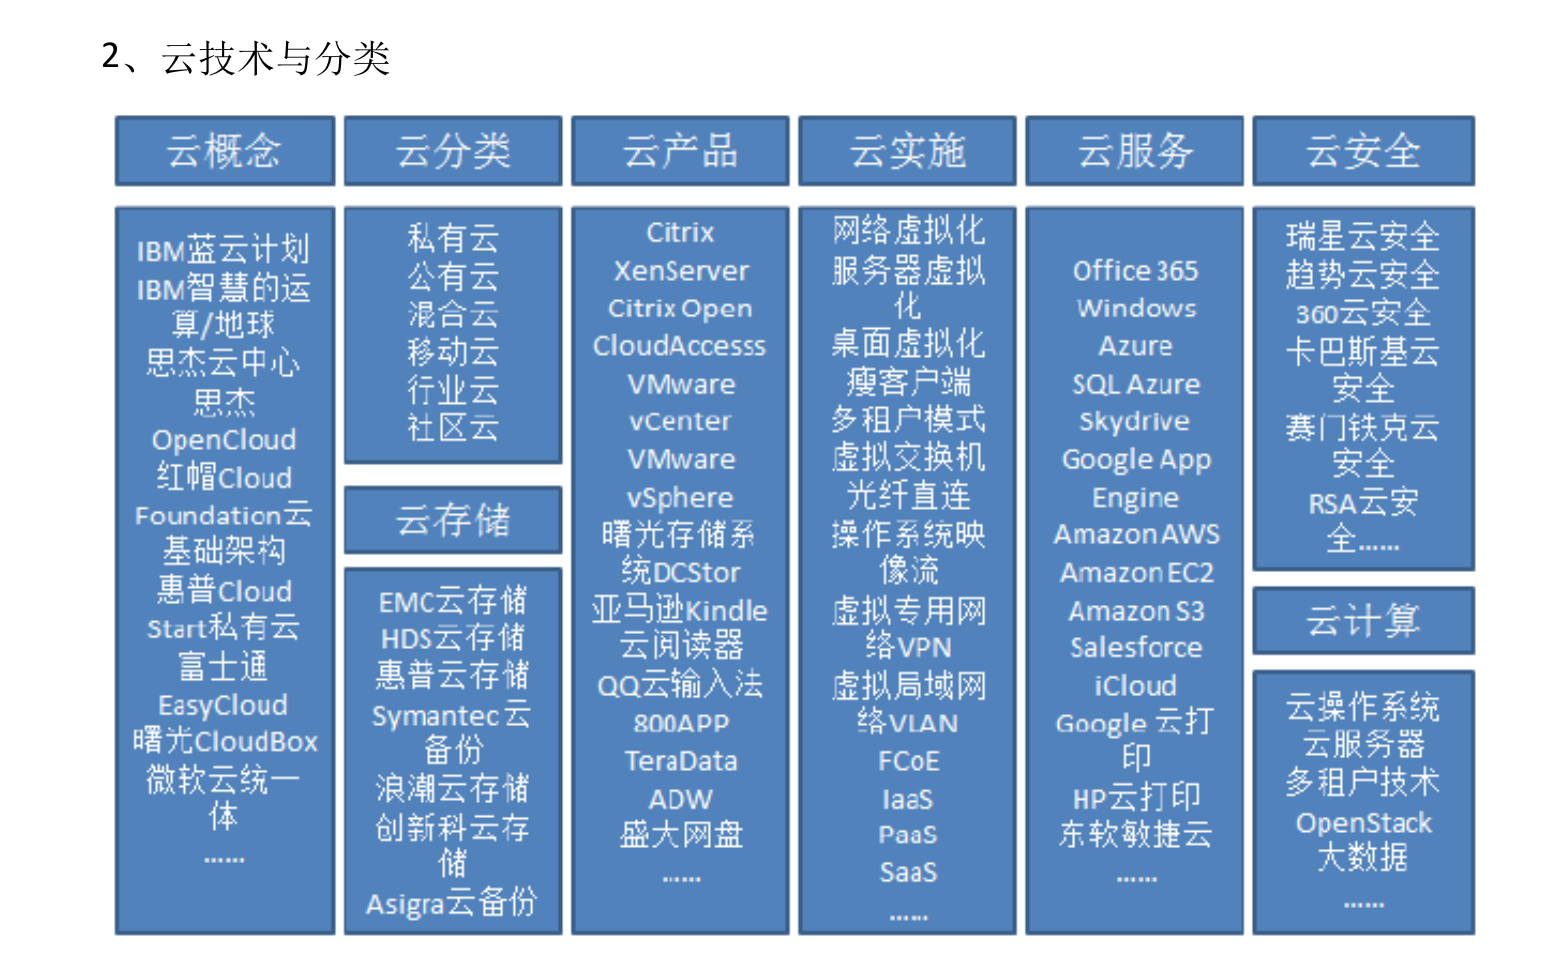 2、云技术与分类
云概念
IBM蓝云计划
IBM智慧的运
算/地球
思杰云中心
思杰
OpenCloud
红帽Cloud
Foundation云
基础架构
惠普Cloud
Start私有云
富士通
EasyCloud
曙光CloudBox
微软云统一
体
……
云分类
私有云
公有云
混合云
移动云
行业云
社区云
云存储
EMC云存储
HDS云存储
惠普云存储
Symantec 云
备份
浪潮云存储
创新科云存
储
Asigra云备份
云产品
Citrix
XenServer
Citrix Open
CloudAccesss
VMware
vCenter
VMware
vSphere
曙光存储系
统DCStor
亚马逊Kindle
云阅读器
QQ云输入法
800APP
TeraData
ADW
盛大网盘
……
云实施
网络虚拟化
服务器虚拟
化
桌面虚拟化
瘦客户端
多租户模式
虚拟交换机
光纤直连
操作系统映
像流
虚拟专用网
络VPN
虚拟局域网
络VLAN
FCoE
IaaS
PaaS
SaaS
……
云服务
Office 365
Windows
Azure
SQL Azure
Skydrive
Google App
Engine
Amazon AWS
Amazon EC2
Amazon S3
Salesforce
iCloud
Google 云打
印
HP云打印
东软敏捷云
……
云安全
瑞星云安全
趋势云安全
360云安全
卡巴斯基云
安全
赛门铁克云
安全
RSA云安
全……
云计算
云操作系统
云服务器
多租户技术
OpenStack
大数据
……